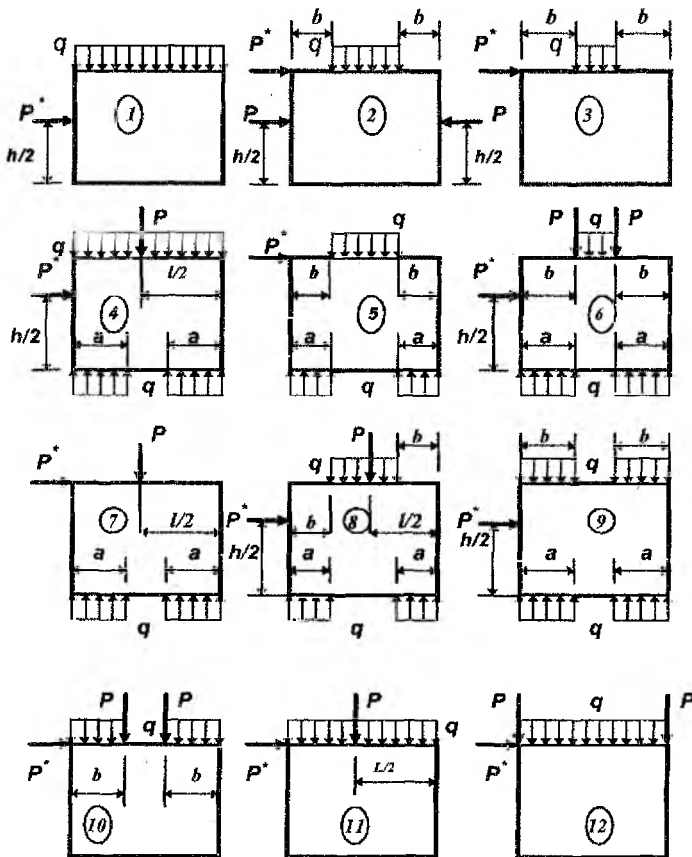 b b b b
q P* q P* q
P* 1 P 2 P 3
h/2 h/2 h/2
P q P q P
q P* P*
P* l/2 b b b b
h/2 4 5 h/2 6
a a a a a a
q q q
P P b b b
P* q q
7 l/2 P* b 8 l/2 P* 9
a a h/2 a a h/2 a a
q q q
P P P P q P
q q
P* P* L/2 P*
b b
10 11 12